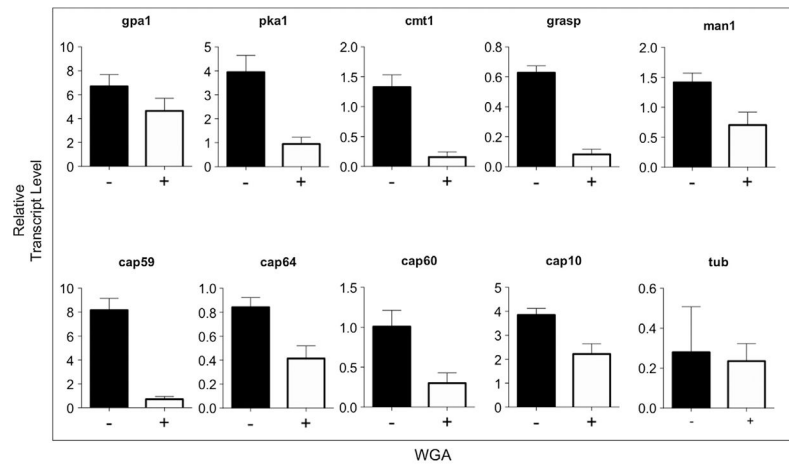 gpa1 pka1 cmt1 grasp man1
10 8 6 4 2 0
5 4 3 2 1 0
2.0 1.5 1.0 0.5 0.0
0.8 0.6 0.4 0.2 0.0
2.0 1.5 1.0 0.5 0.0
- + - + - + - + - +
Relative
Transcript Level
cap59 cap64 cap60 cap10 tub
10 8 6 4 2 0
1.0 0.8 0.6 0.4 0.2 0.0
1.5 1.0 0.5 0.0
5 4 3 2 1 0
0.6 0.4 0.2 0.0
- + - + - + - + - +
WGA